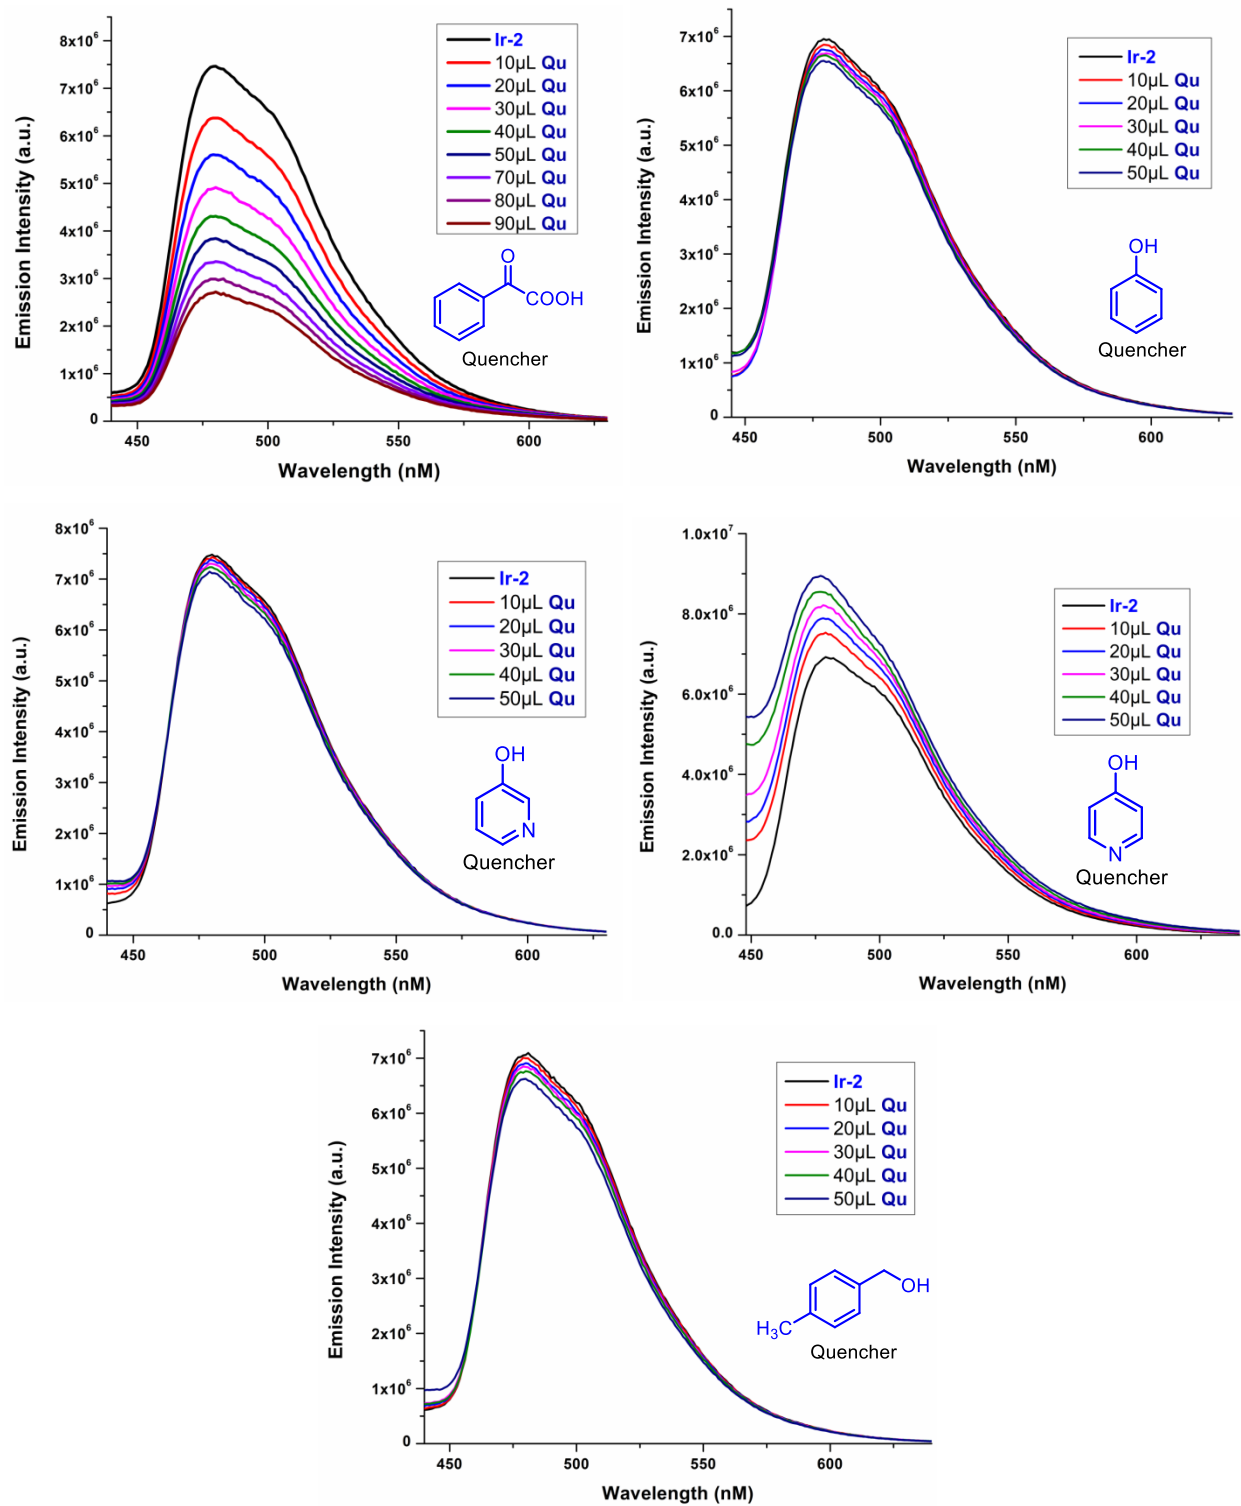 Emission Intensity (a.u.)
8x10⁶
7x10⁶
6x10⁶
5x10⁶
4x10⁶
3x10⁶
2x10⁶
1x10⁶
0
450
500
550
600
Wavelength (nM)
Ir-2
10µL Qu
20µL Qu
30µL Qu
40µL Qu
50µL Qu
70µL Qu
80µL Qu
90µL Qu
O
COOH
Quencher
Emission Intensity (a.u.)
7x10⁶
6x10⁶
5x10⁶
4x10⁶
3x10⁶
2x10⁶
1x10⁶
0
450
500
550
600
Wavelength (nM)
Ir-2
10µL Qu
20µL Qu
30µL Qu
40µL Qu
50µL Qu
OH
Quencher
Emission Intensity (a.u.)
8x10⁶
7x10⁶
6x10⁶
5x10⁶
4x10⁶
3x10⁶
2x10⁶
1x10⁶
0
450
500
550
600
Wavelength (nM)
Ir-2
10µL Qu
20µL Qu
30µL Qu
40µL Qu
50µL Qu
OH
N
Quencher
Emission Intensity (a.u.)
1.0x10⁷
8.0x10⁶
6.0x10⁶
4.0x10⁶
2.0x10⁶
0.0
450
500
550
600
Wavelength (nM)
Ir-2
10µL Qu
20µL Qu
30µL Qu
40µL Qu
50µL Qu
OH
N
Quencher
Emission Intensity (a.u.)
7x10⁶
6x10⁶
5x10⁶
4x10⁶
3x10⁶
2x10⁶
1x10⁶
0
450
500
550
600
Wavelength (nM)
Ir-2
10µL Qu
20µL Qu
30µL Qu
40µL Qu
50µL Qu
OH
H₃C
Quencher